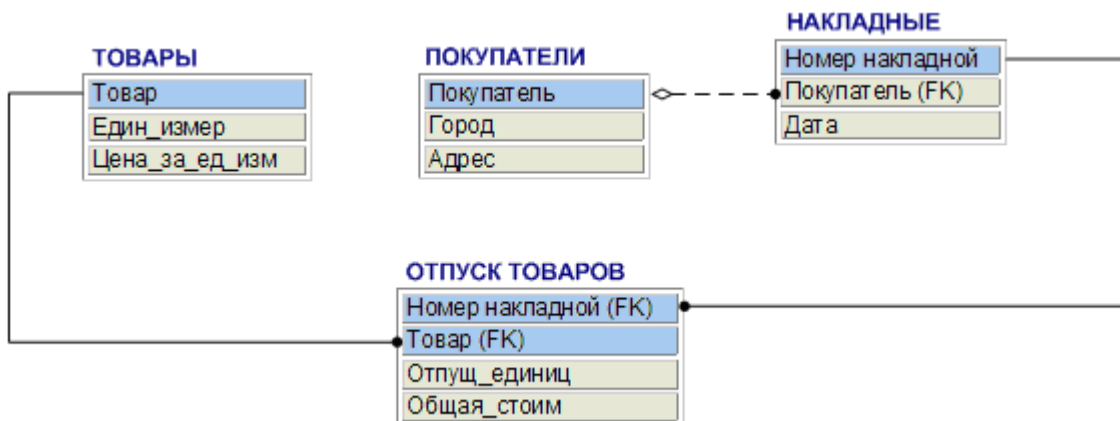 ТОВАРЫ
Товар
Един_измер
Цена_за_ед_изм
ПОКУПАТЕЛИ
Покупатель
Город
Адрес
НАКЛАДНЫЕ
Номер накладной
Покупатель (FK)
Дата
ОТПУСК ТОВАРОВ
Номер накладной (FK)
Товар (FK)
Отпущ_единиц
Общая_стоим